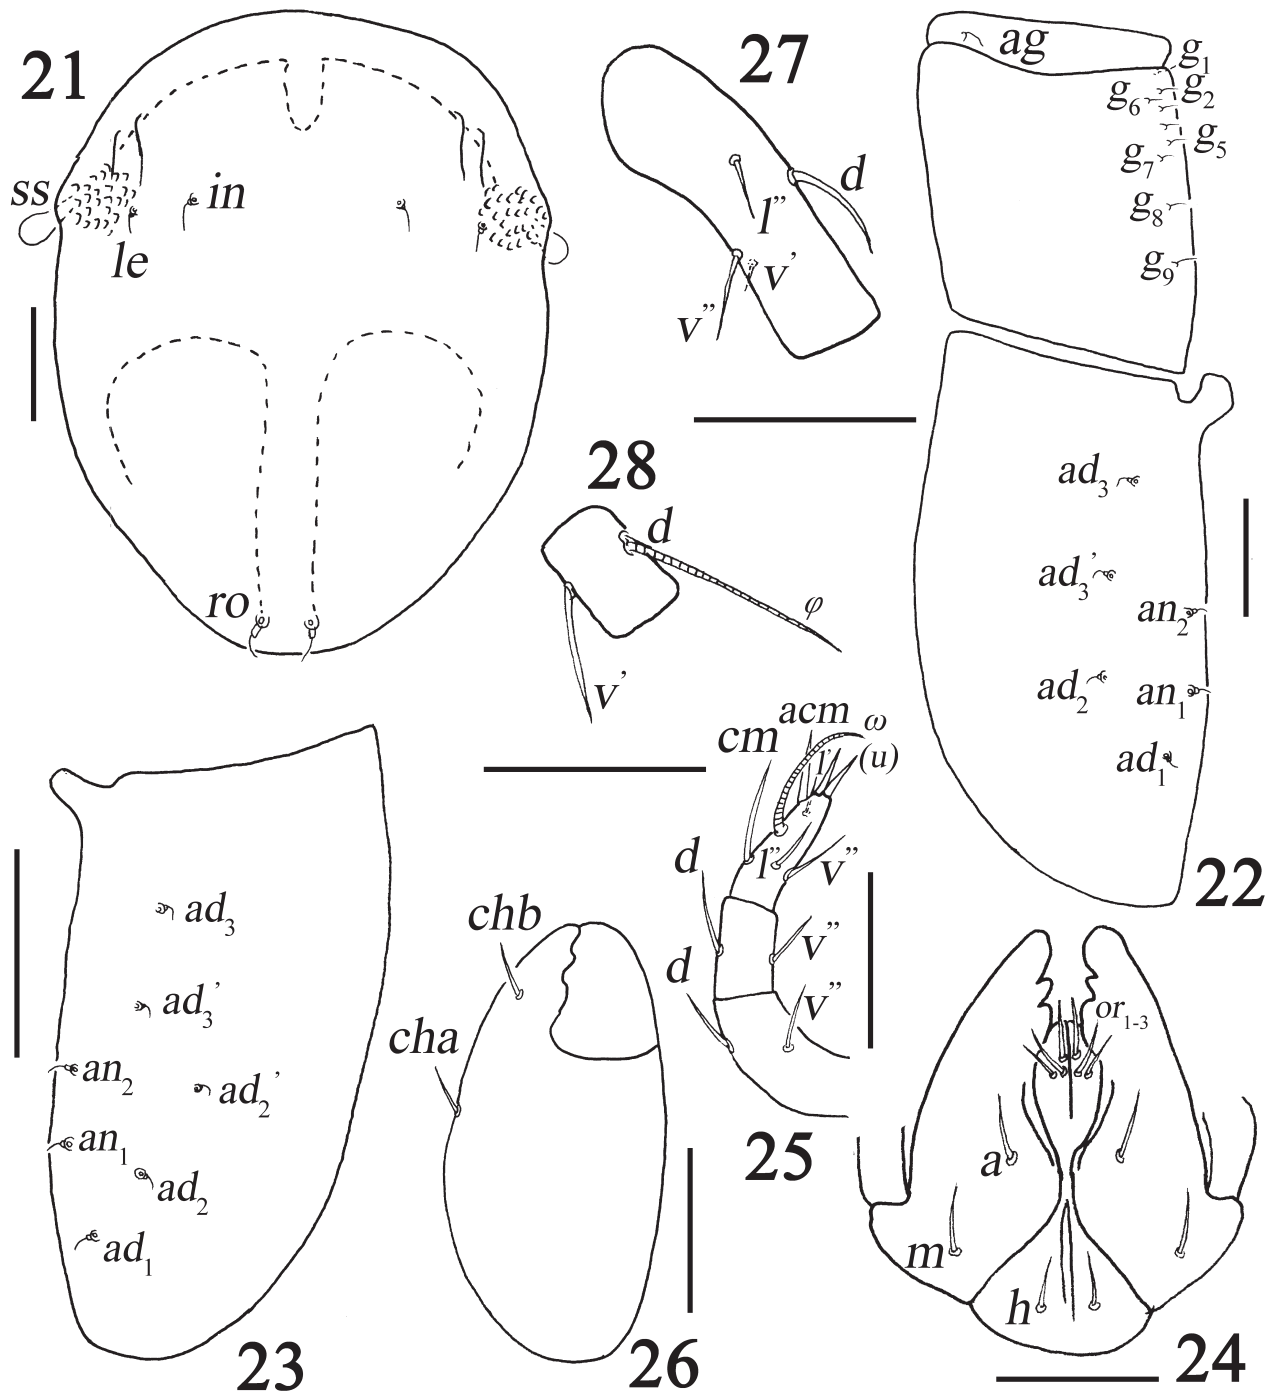 21
ss
le
in
ro
27
l”
d
v’
v”
28
d
φ
v’
ag
g1
g2
g6
g5
g7
g8
g9
ad3
ad3’
an2
ad2
an1
ad1
22
ad3
ad3’
an2
ad2’
an1
ad2
ad1
23
chb
cha
26
cm
acm
ω
l’
(u)
d
l”
v”
d
v”
v”
25
or1-3
a
m
h
24